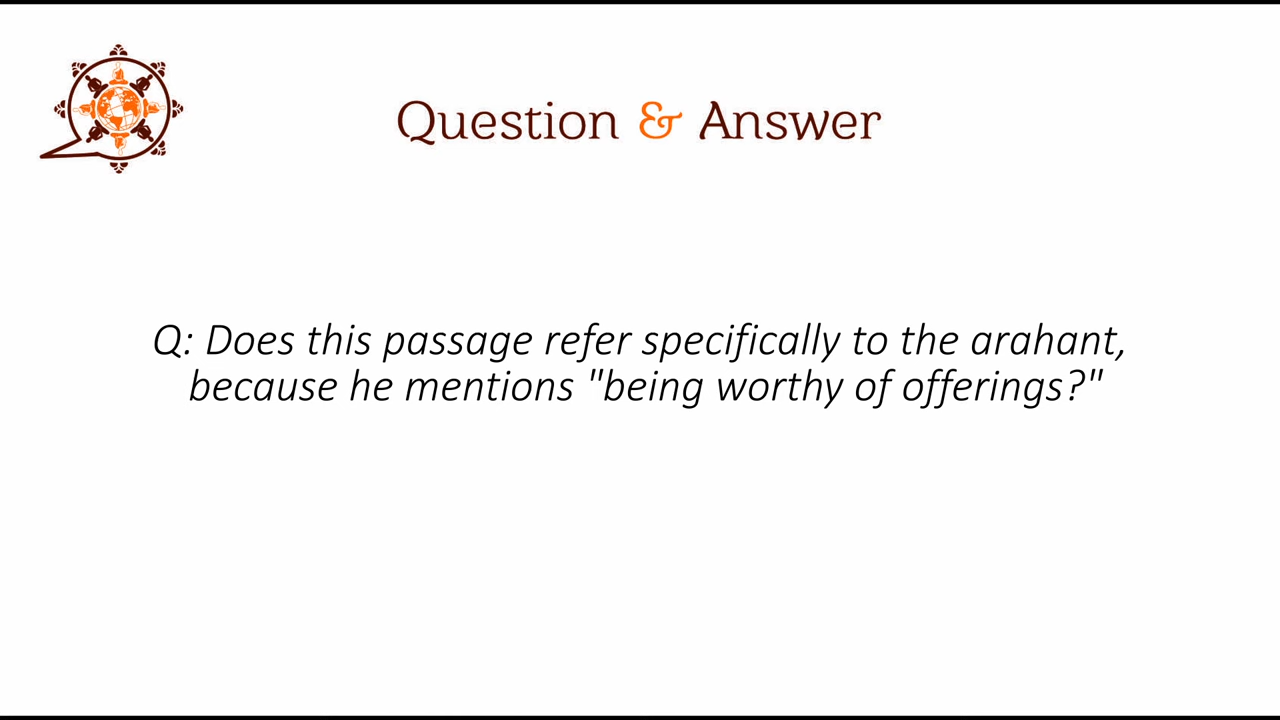 Question & Answer
Q: Does this passage refer specifically to the arahant,
because he mentions "being worthy of offerings?"